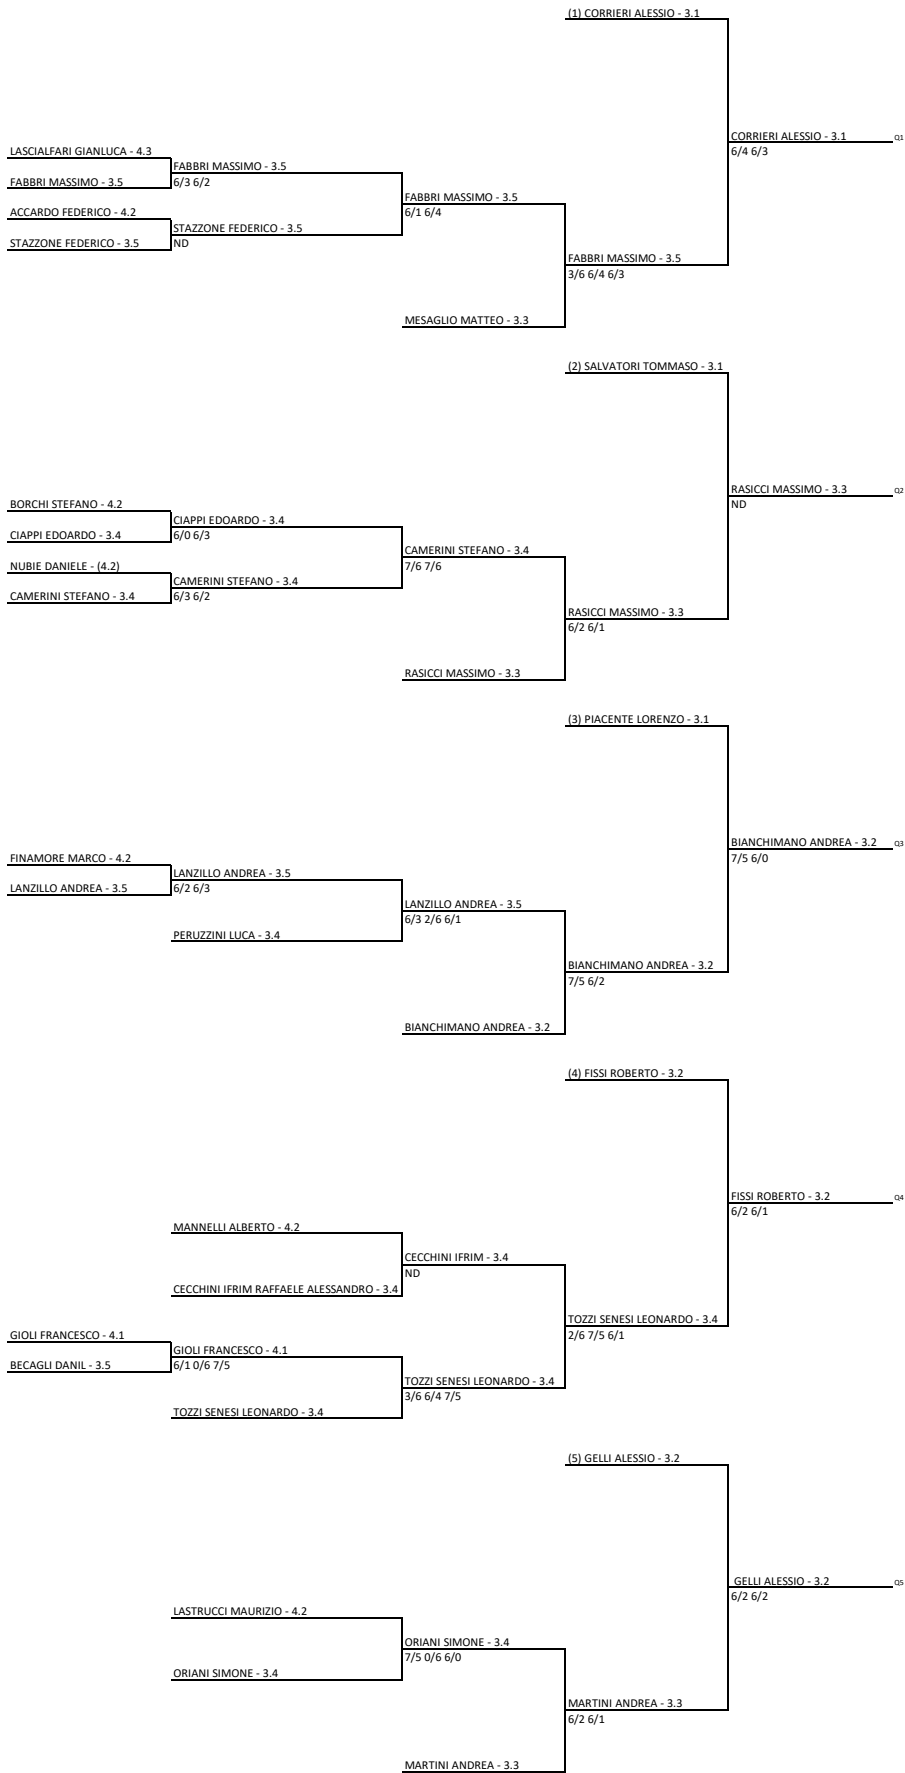 (1) CORRIERI ALESSIO - 3.1
CORRIERI ALESSIO - 3.1
Q1
6/4 6/3
LASCIALFARI GIANLUCA - 4.3
FABBRI MASSIMO - 3.5
FABBRI MASSIMO - 3.5
6/3 6/2
FABBRI MASSIMO - 3.5
6/1 6/4
ACCARDO FEDERICO - 4.2
STAZZONE FEDERICO - 3.5
STAZZONE FEDERICO - 3.5
ND
FABBRI MASSIMO - 3.5
3/6 6/4 6/3
MESAGLIO MATTEO - 3.3
(2) SALVATORI TOMMASO - 3.1
RASICCI MASSIMO - 3.3
Q2
ND
BORCHI STEFANO - 4.2
CIAPPI EDOARDO - 3.4
CIAPPI EDOARDO - 3.4
6/0 6/3
CAMERINI STEFANO - 3.4
7/6 7/6
NUBIE DANIELE - (4.2)
CAMERINI STEFANO - 3.4
CAMERINI STEFANO - 3.4
6/3 6/2
RASICCI MASSIMO - 3.3
6/2 6/1
RASICCI MASSIMO - 3.3
(3) PIACENTE LORENZO - 3.1
BIANCHIMANO ANDREA - 3.2
Q3
7/5 6/0
FINAMORE MARCO - 4.2
LANZILLO ANDREA - 3.5
LANZILLO ANDREA - 3.5
6/2 6/3
LANZILLO ANDREA - 3.5
6/3 2/6 6/1
PERUZZINI LUCA - 3.4
BIANCHIMANO ANDREA - 3.2
7/5 6/2
BIANCHIMANO ANDREA - 3.2
(4) FISSI ROBERTO - 3.2
FISSI ROBERTO - 3.2
Q4
6/2 6/1
MANNELLI ALBERTO - 4.2
CECCHINI IFRIM - 3.4
ND
CECCHINI IFRIM RAFFAELE ALESSANDRO - 3.4
TOZZI SENESI LEONARDO - 3.4
2/6 7/5 6/1
GIOLI FRANCESCO - 4.1
GIOLI FRANCESCO - 4.1
BECAGLI DANIL - 3.5
6/1 0/6 7/5
TOZZI SENESI LEONARDO - 3.4
3/6 6/4 7/5
TOZZI SENESI LEONARDO - 3.4
(5) GELLI ALESSIO - 3.2
GELLI ALESSIO - 3.2
Q5
6/2 6/2
LASTRUCCI MAURIZIO - 4.2
ORIANI SIMONE - 3.4
7/5 0/6 6/0
ORIANI SIMONE - 3.4
MARTINI ANDREA - 3.3
6/2 6/1
MARTINI ANDREA - 3.3